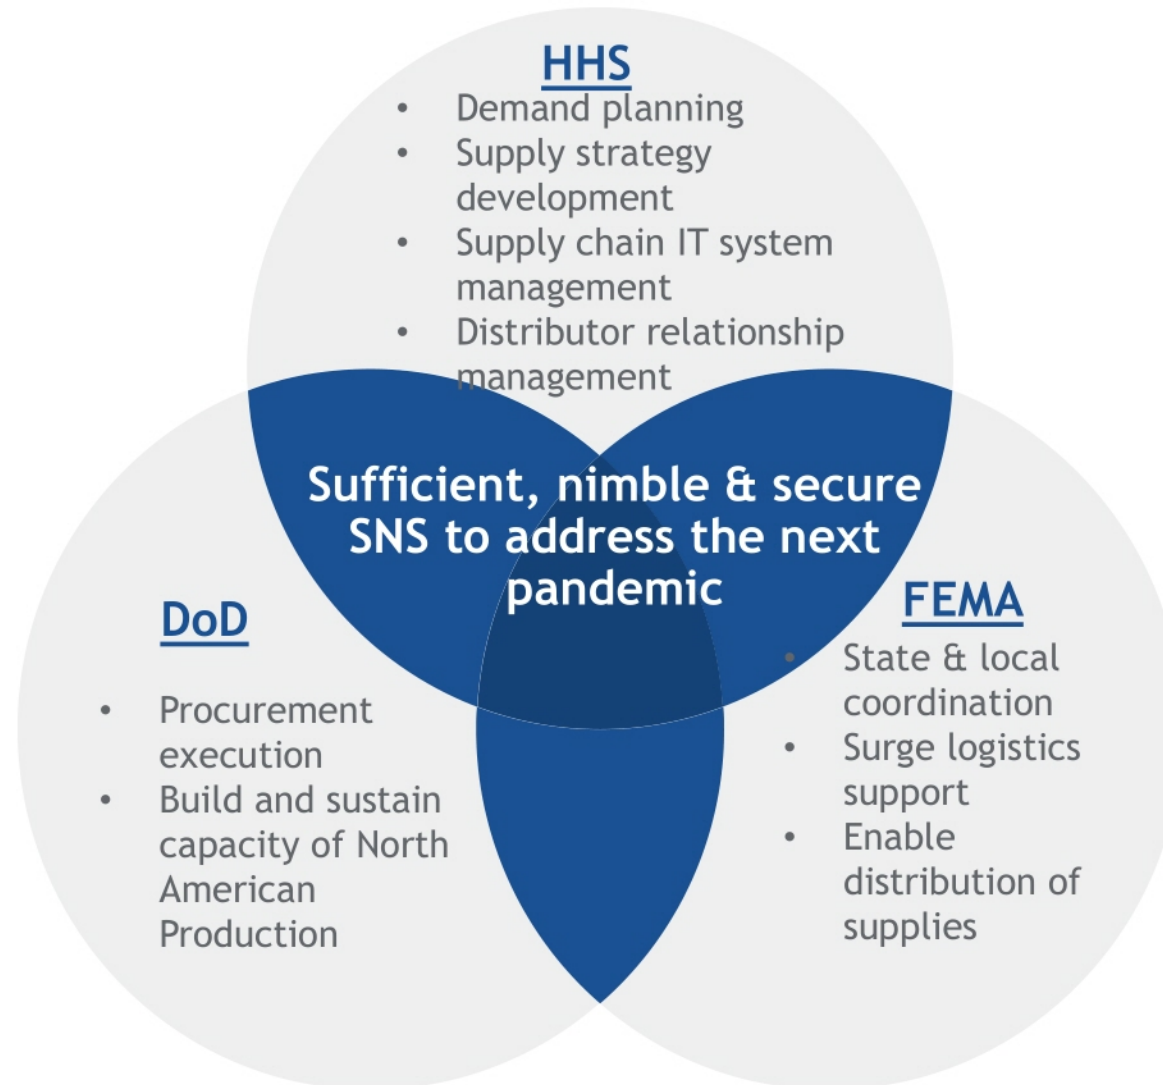 HHS
• Demand planning
• Supply strategy
development
• Supply chain IT system
management
• Distributor relationship
management
Sufficient, nimble & secure
SNS to address the next
pandemic
DoD
• Procurement
execution
• Build and sustain
capacity of North
American
Production
FEMA
• State & local
coordination
• Surge logistics
support
• Enable
distribution of
supplies